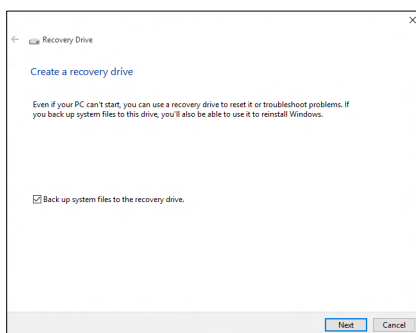 Recovery Drive
Create a recovery drive
Even if your PC can't start, you can use a recovery drive to reset it or troubleshoot problems. If
you back up system files to this drive, you'll also be able to use it to reinstall Windows.
Back up system files to the recovery drive.
Next Cancel